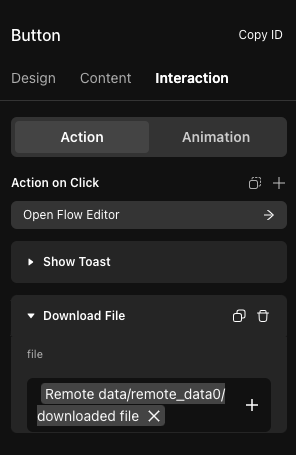 Button
Copy ID
Design
Content
Interaction
Action
Animation
Action on Click
Open Flow Editor
Show Toast
Download File
file
Remote data/remote_data0/
downloaded file